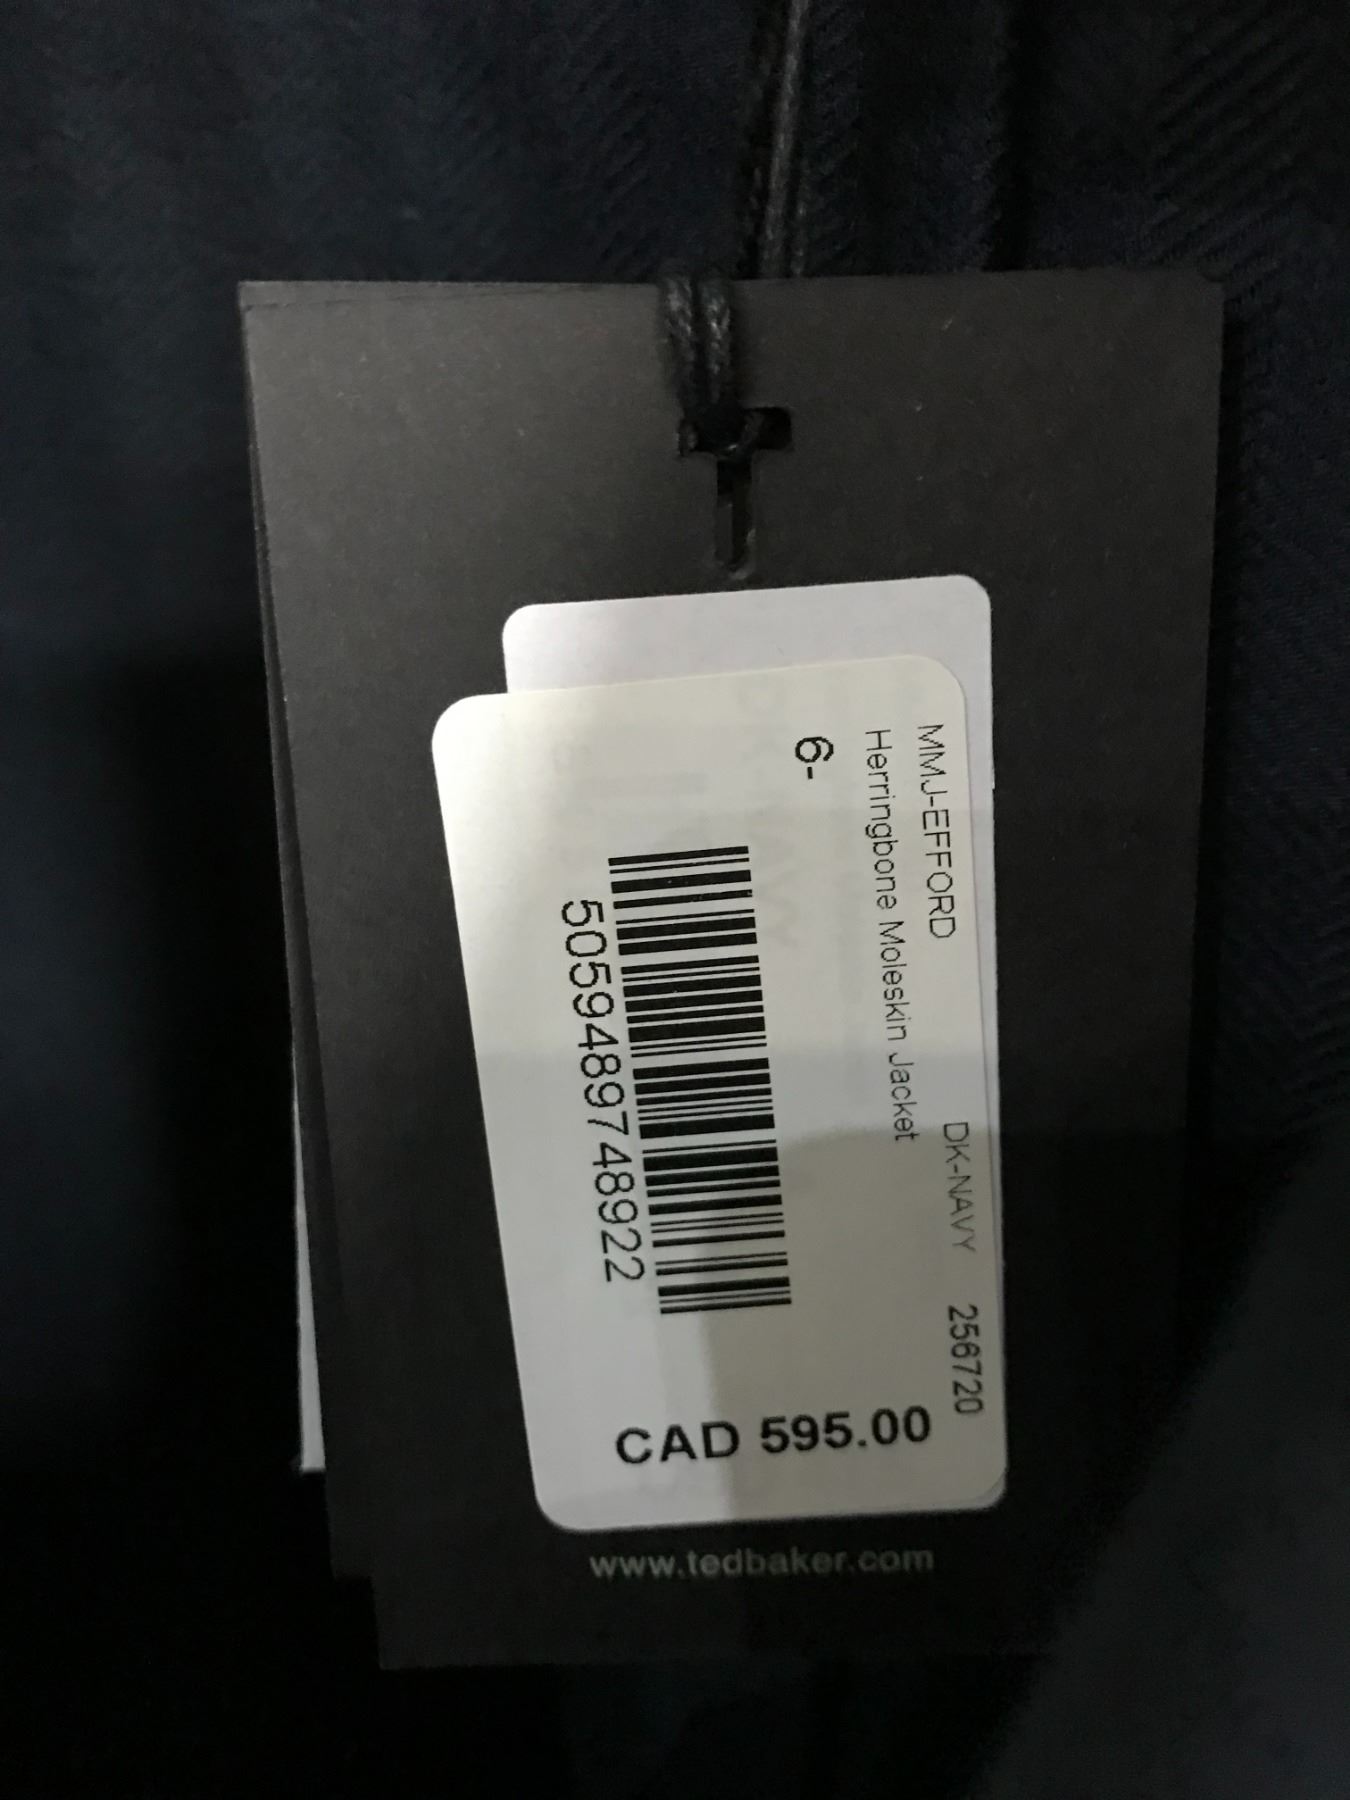 MMJ-EFFORD DK-NAVY 256720
Herringbone Moleskin Jacket
6-
5059489748922
CAD 595.00
www.tedbaker.com